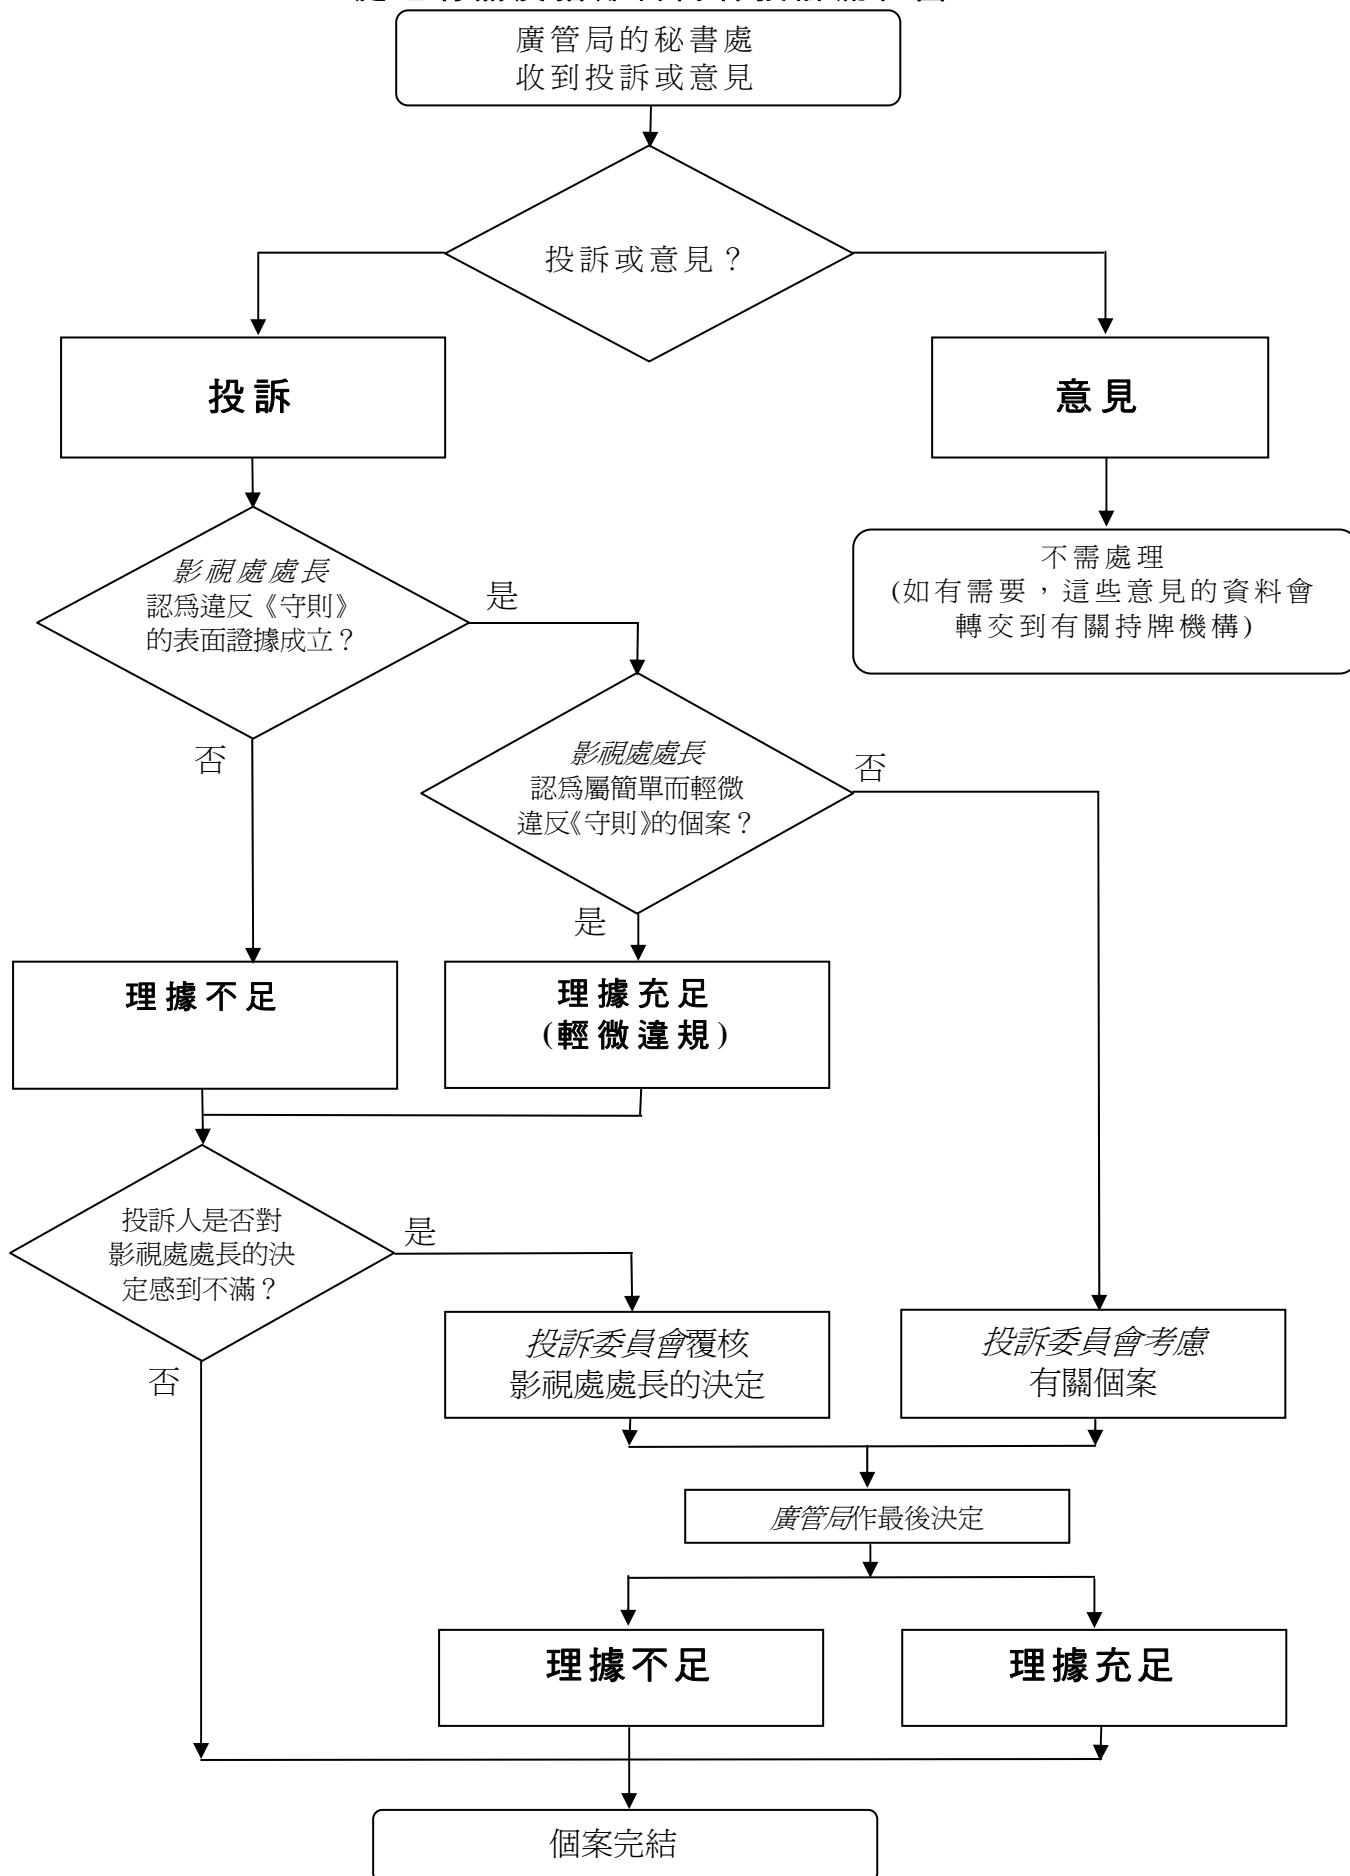 廣管局的秘書處
收到投訴或意見
投訴或意見？
投訴
意見
影視處處長
認為違反《守則》
的表面證據成立？
是
不需處理
(如有需要，這些意見的資料會
轉交到有關持牌機構)
否
影視處處長
認為屬簡單而輕微
違反《守則》的個案？
否
是
理據不足
理據充足
(輕微違規)
投訴人是否對
影視處處長的決
定感到不滿？
是
否
投訴委員會覆核
影視處處長的決定
投訴委員會考慮
有關個案
廣管局作最後決定
理據不足
理據充足
個案完結